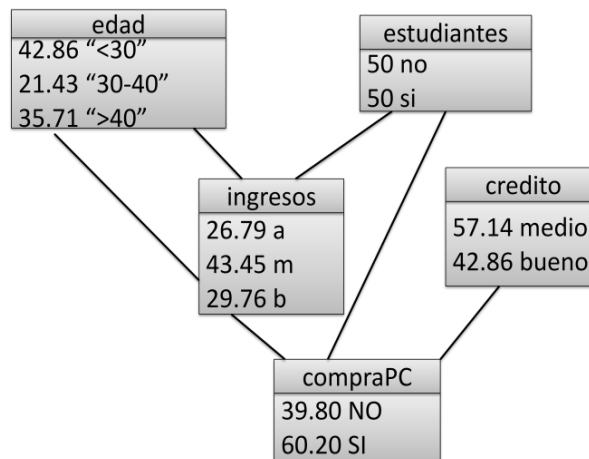 edad
42.86 “<30”
21.43 “30-40”
35.71 “>40”
estudiantes
50 no
50 si
ingresos
26.79 a
43.45 m
29.76 b
credito
57.14 medio
42.86 bueno
compraPC
39.80 NO
60.20 SI